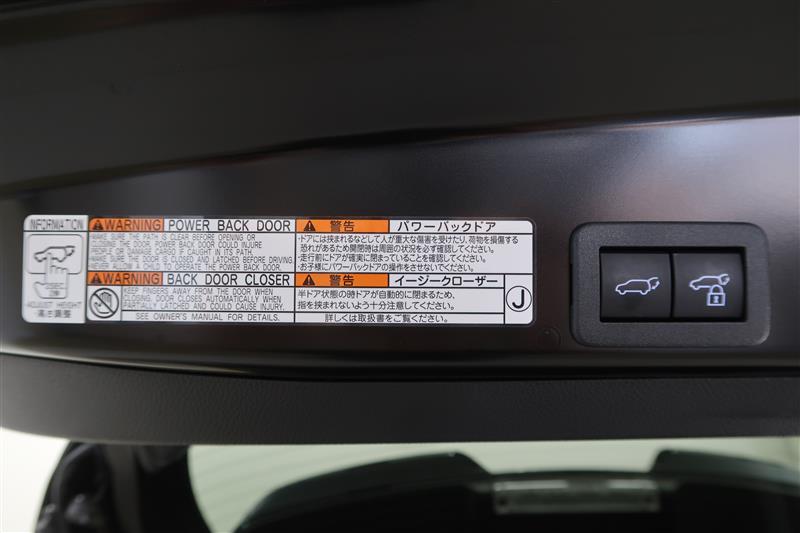 INFORMATION
ADJUST HEIGHT
高さ調整
WARNING POWER BACK DOOR
MAKE SURE THE PATH IS CLEAR BEFORE OPENING OR
CLOSING THE DOOR. POWER BACK DOOR COULD INJURE
PEOPLE OR DAMAGE CARGO IF CAUGHT IN ITS PATH.
MAKE SURE THE DOOR IS CLOSED AND LATCHED BEFORE DRIVING.
TO OPERATE THE POWER BACK DOOR.
警告 パワーバックドア
・ドアには挟まれるなどして人が重大な傷害を受けたり、荷物を損傷する
恐れがあるため開閉時は周囲の状況を必ず確認してください。
・走行前にドアが確実に閉まっていることを確認してください。
・お子様にパワーバックドアの操作をさせないでください。
WARNING BACK DOOR CLOSER
KEEP FINGERS AWAY FROM THE DOOR WHEN
CLOSING. DOOR CLOSES AUTOMATICALLY WHEN
PARTIALLY LATCHED AND COULD CAUSE INJURY.
警告 イージークローザー
半ドア状態の時ドアが自動的に閉まるため、
指を挟まれないよう十分注意してください。
J
SEE OWNER'S MANUAL FOR DETAILS.
詳しくは取扱書をご覧ください。